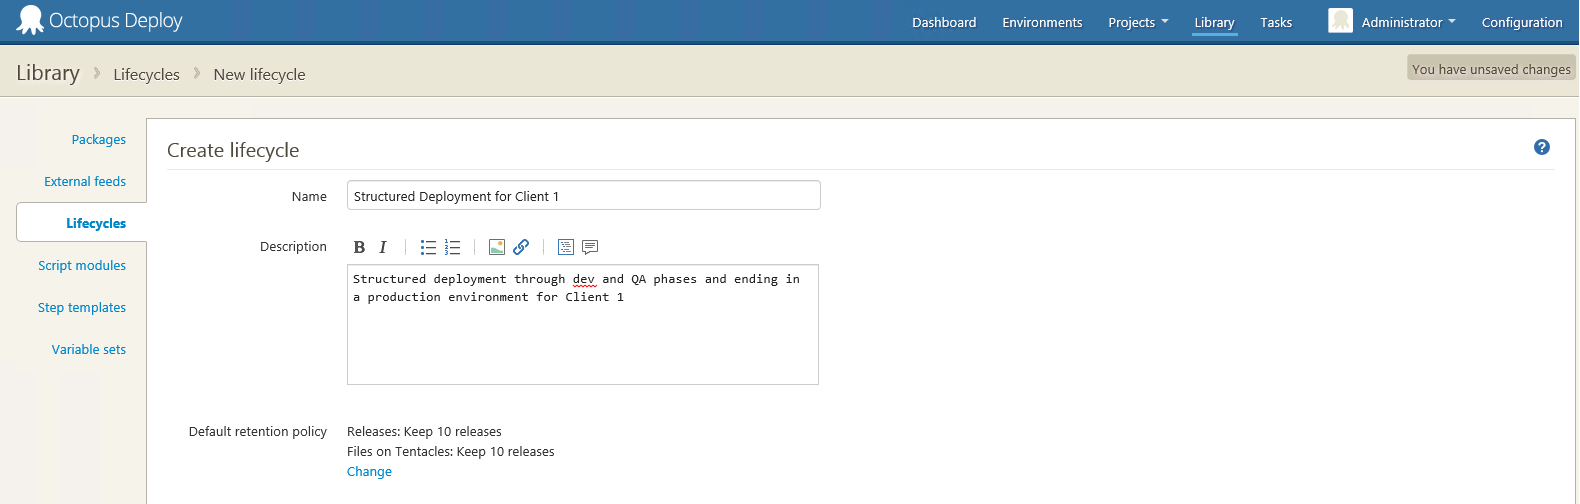 Octopus Deploy
Dashboard Environments Projects Library Tasks Administrator Configuration
Library Lifecycles New lifecycle
You have unsaved changes
Packages
External feeds
Lifecycles
Script modules
Step templates
Variable sets
Create lifecycle
?
Name Structured Deployment for Client 1
Description B I
Structured deployment through dev and QA phases and ending in
a production environment for Client 1
Default retention policy Releases: Keep 10 releases
Files on Tentacles: Keep 10 releases
Change